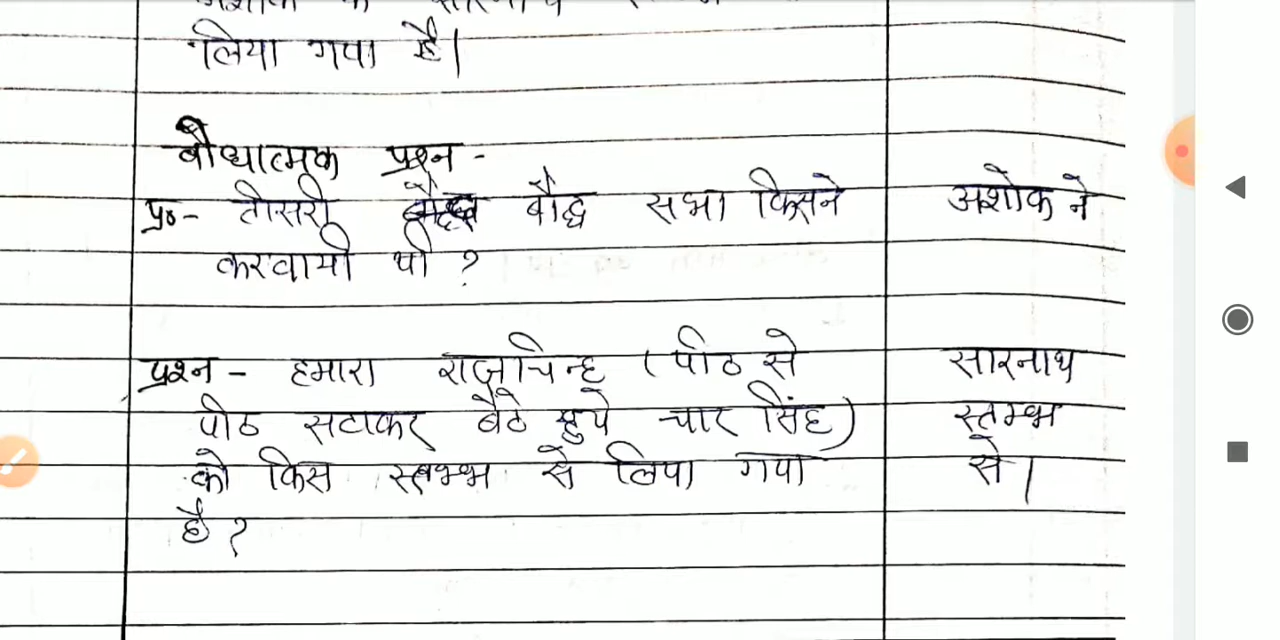 लिया गया है।
बोधात्मक प्रश्न -
प्र०- तीसरी बौद्ध सभा किसने
अशोक ने
करवायी थी ?
प्रश्न - हमारा राजचिन्ह ( पीठ से
सारनाथ
पीठ सटाकर बैठे हुये चार सिंह )
स्तम्भ
को किस स्तम्भ से लिया गया
से।
है ?